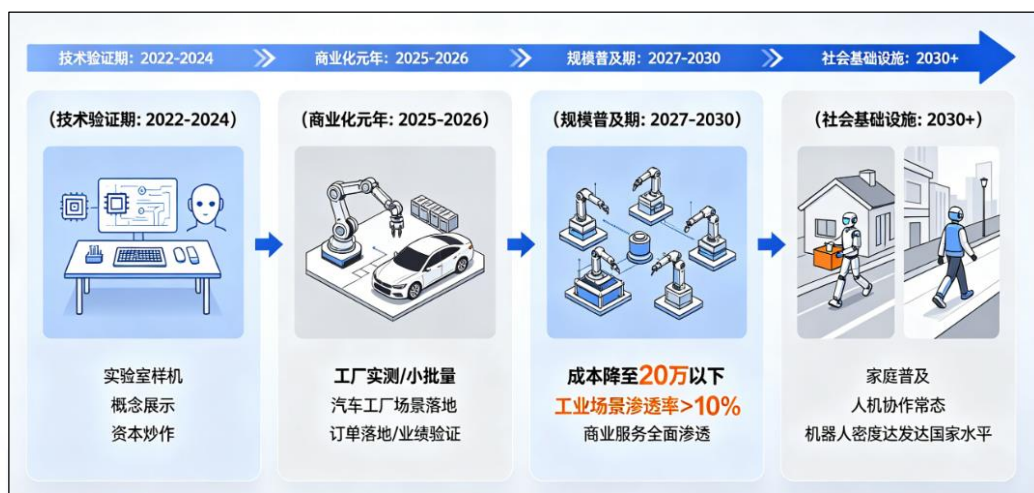 技术验证期: 2022-2024
商业化元年: 2025-2026
规模普及期: 2027-2030
社会基础设施: 2030+
(技术验证期: 2022-2024)
实验室样机
概念展示
资本炒作
(商业化元年: 2025-2026)
工厂实测/小批量
汽车工厂场景落地
订单落地/业绩验证
(规模普及期: 2027-2030)
成本降至20万以下
工业场景渗透率>10%
商业服务全面渗透
(社会基础设施: 2030+)
家庭普及
人机协作常态
机器人密度达发达国家水平